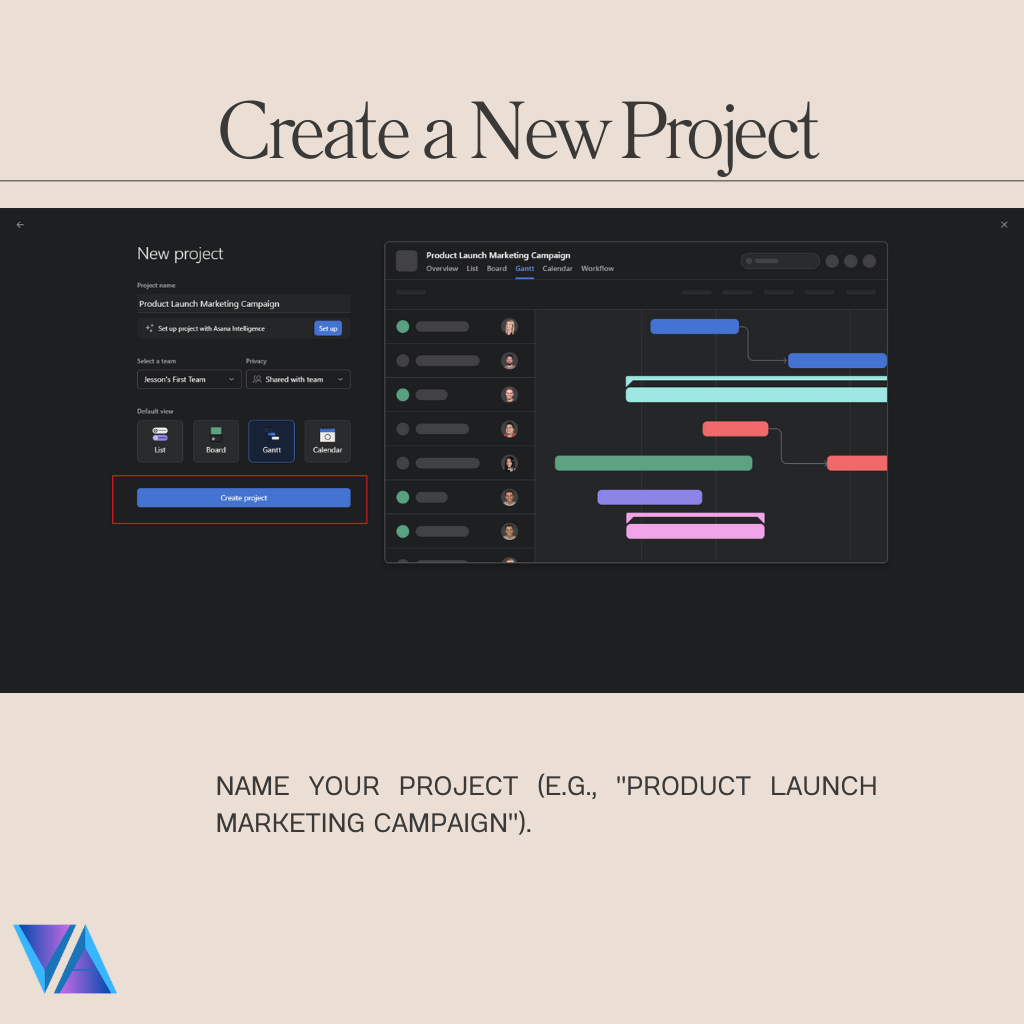 Create a New Project
New project
Project name
Product Launch Marketing Campaign
Set up project with Asana Intelligence
Set up
Select a team
Privacy
Jesson's First Team
Shared with team
Default view
List
Board
Gantt
Calendar
Create project
Product Launch Marketing Campaign
Overview List Board Gantt Calendar Workflow
NAME YOUR PROJECT (E.G., "PRODUCT LAUNCH
MARKETING CAMPAIGN").
VA